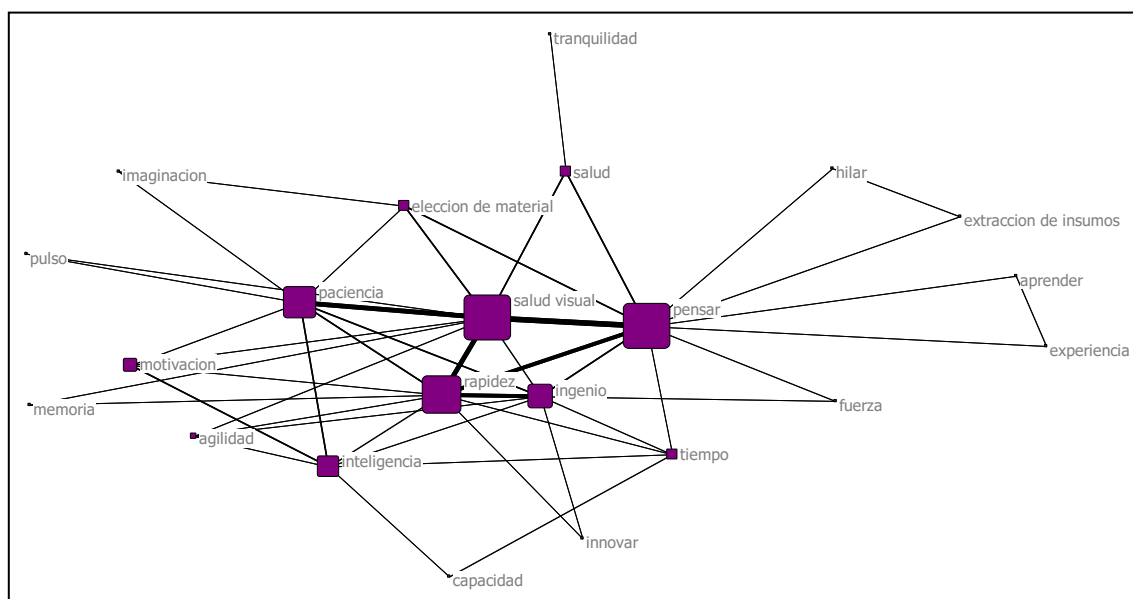 tranquilidad
imaginacion
salud
hilar
eleccion de material
extraccion de insumos
pulso
paciencia
salud visual
pensar
aprender
motivacion
experiencia
rapidez
ingenio
memoria
fuerza
agilidad
inteligencia
tiempo
innovar
capacidad